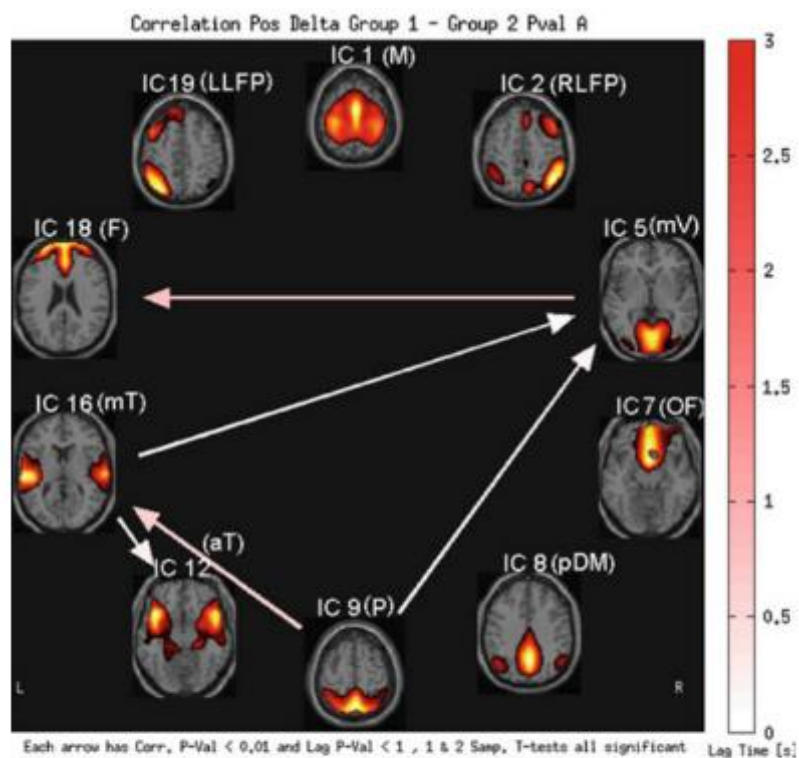 Correlation Pos Delta Group 1 - Group 2 Pval A
IC 1 (M)
IC 19 (LLFP)
IC 2 (RLFP)
IC 18 (F)
IC 5 (mV)
IC 16 (mT)
IC 7 (OF)
(aT)
IC 12
IC 9 (P)
IC 8 (pDM)
L
R
Each arrow has Corr. P-Val < 0.01 and Lag P-Val < 1 , 1 & 2 Samp. T-tests all significant
3
2.5
2
1.5
1
0.5
0
Lag Time [s]